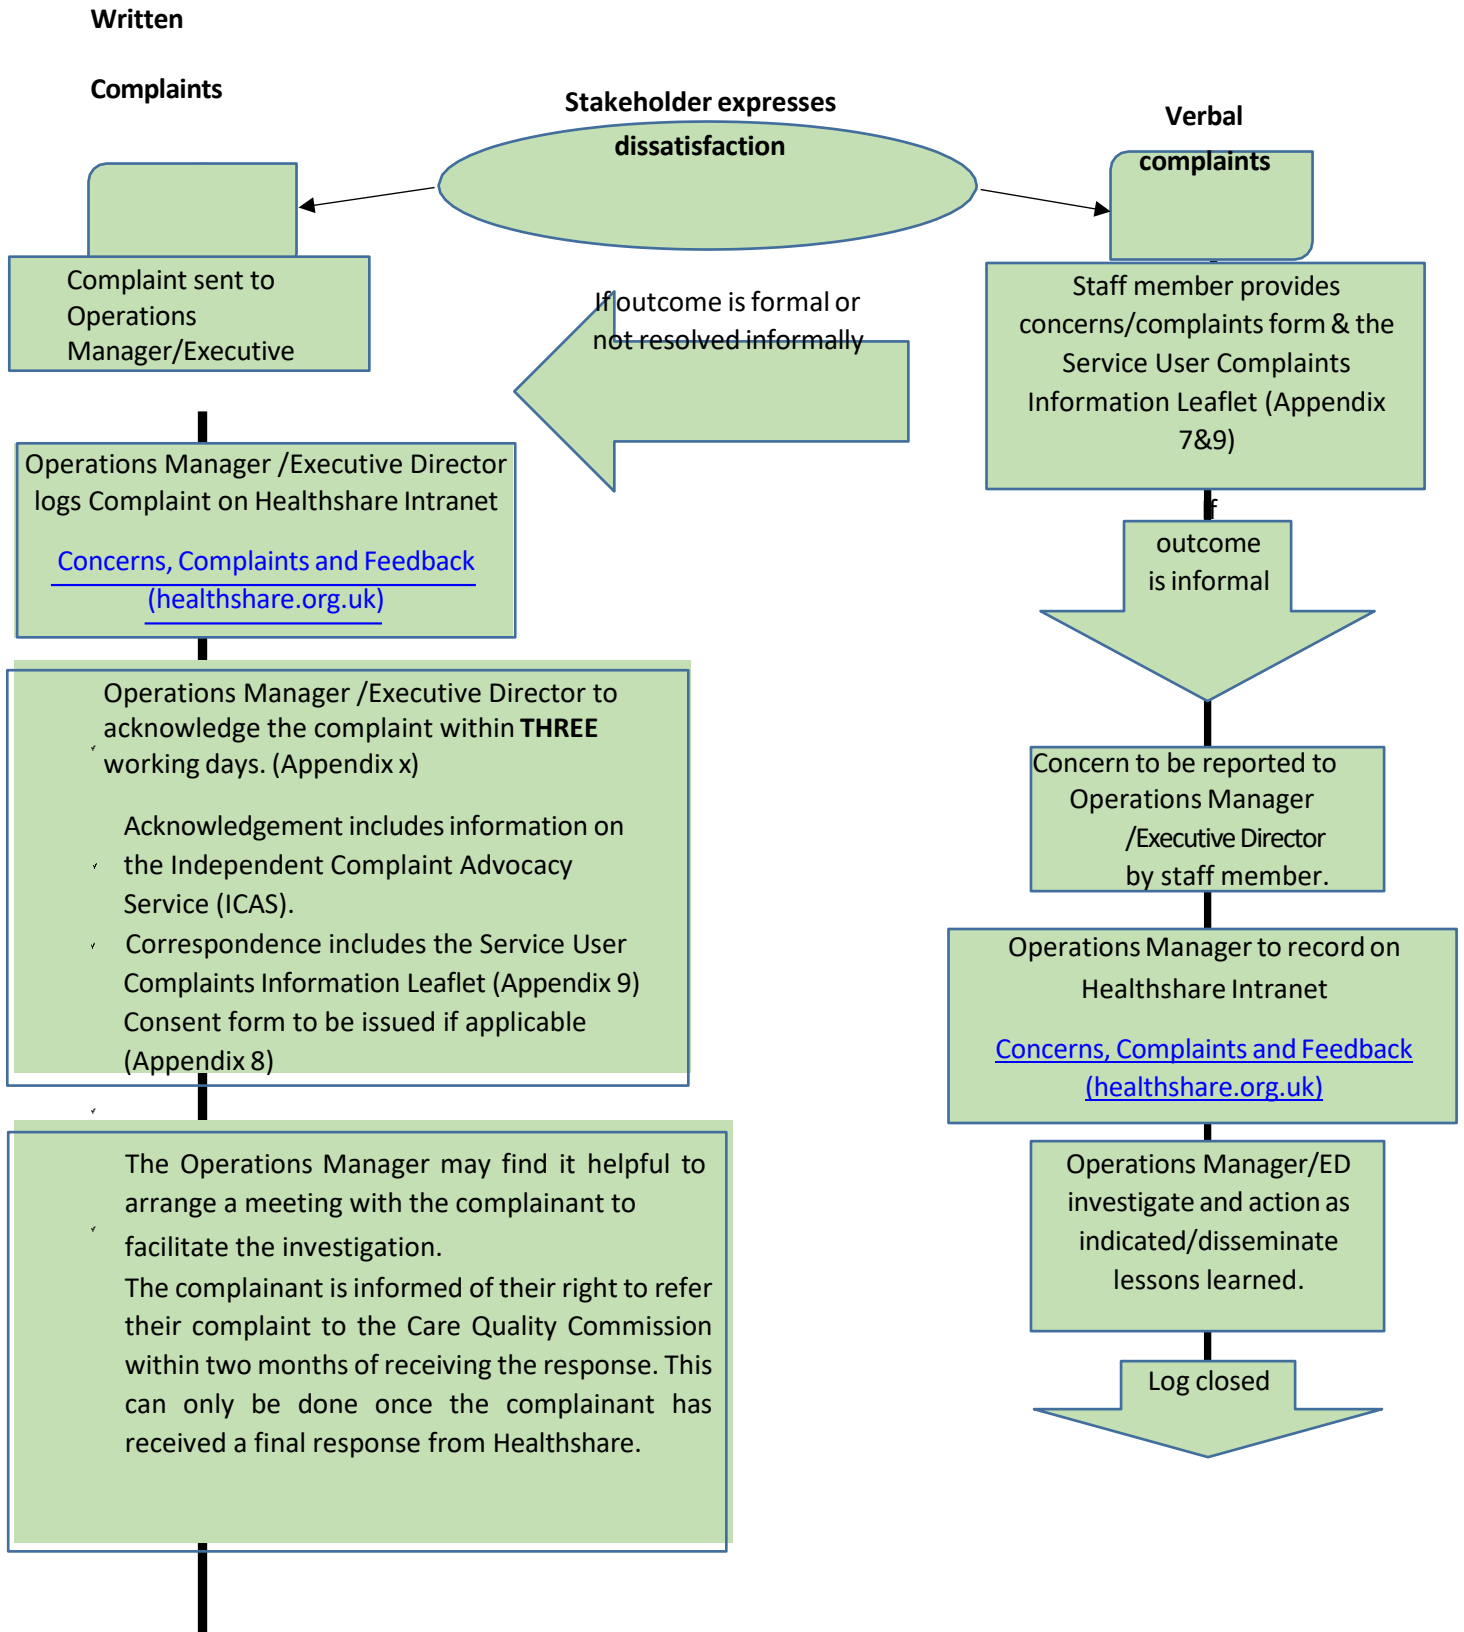 Written
Complaints
Stakeholder expresses
dissatisfaction
Verbal
complaints
Complaint sent to
Operations
Manager/Executive
If outcome is formal or
not resolved informally
Staff member provides
concerns/complaints form & the
Service User Complaints
Information Leaflet (Appendix
7&9)
Operations Manager /Executive Director
logs Complaint on Healthshare Intranet
Concerns, Complaints and Feedback
(healthshare.org.uk)
If
outcome
is informal
Operations Manager /Executive Director to
acknowledge the complaint within THREE
working days. (Appendix x)
Acknowledgement includes information on
the Independent Complaint Advocacy
Service (ICAS).
Correspondence includes the Service User
Complaints Information Leaflet (Appendix 9)
Consent form to be issued if applicable
(Appendix 8)
Concern to be reported to
Operations Manager
/Executive Director
by staff member.
Operations Manager to record on
Healthshare Intranet
Concerns, Complaints and Feedback
(healthshare.org.uk)
The Operations Manager may find it helpful to
arrange a meeting with the complainant to
facilitate the investigation.
The complainant is informed of their right to refer
their complaint to the Care Quality Commission
within two months of receiving the response. This
can only be done once the complainant has
received a final response from Healthshare.
Operations Manager/ED
investigate and action as
indicated/disseminate
lessons learned.
Log closed